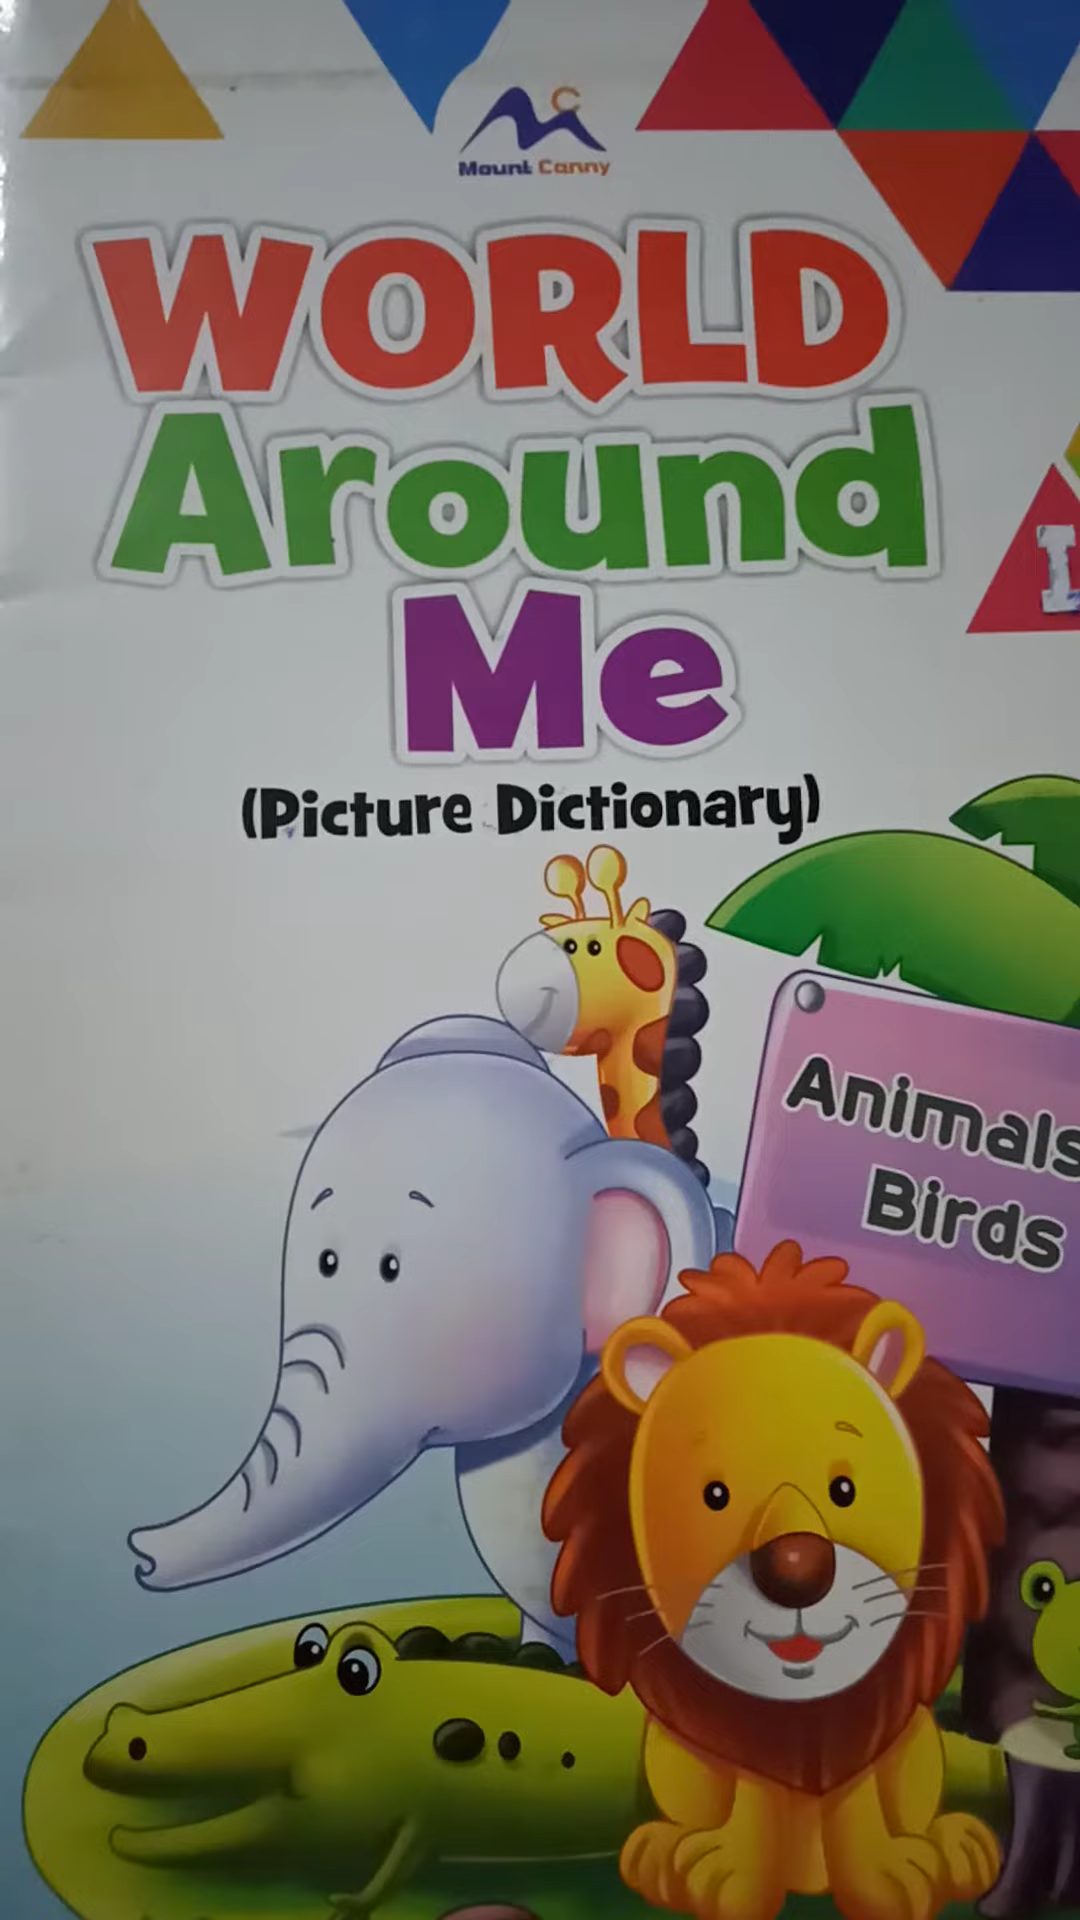 Mount Canny
WORLD
Around
Me
(Picture Dictionary)
Animals
Birds